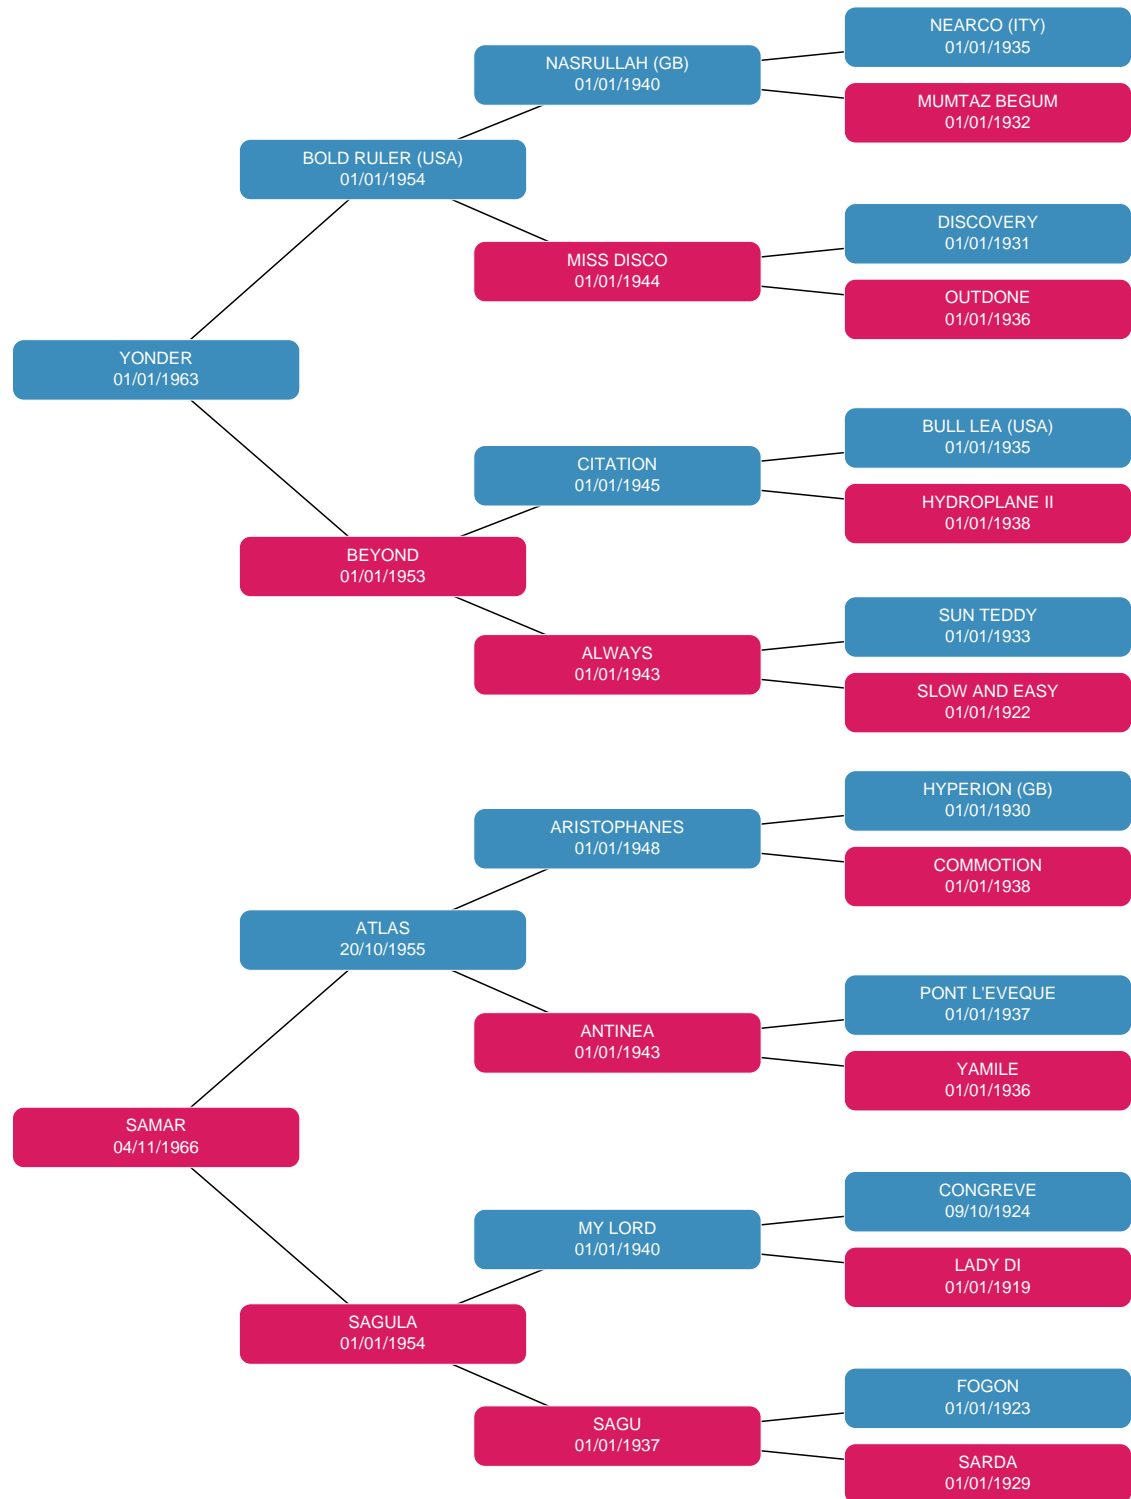 NEARCO (ITY)
01/01/1935
NASRULLAH (GB)
01/01/1940
MUMTAZ BEGUM
01/01/1932
BOLD RULER (USA)
01/01/1954
DISCOVERY
01/01/1931
MISS DISCO
01/01/1944
OUTDONE
01/01/1936
YONDER
01/01/1963
BULL LEA (USA)
01/01/1935
CITATION
01/01/1945
HYDROPLANE II
01/01/1938
BEYOND
01/01/1953
SUN TEDDY
01/01/1933
ALWAYS
01/01/1943
SLOW AND EASY
01/01/1922
HYPERION (GB)
01/01/1930
ARISTOPHANES
01/01/1948
COMMOTION
01/01/1938
ATLAS
20/10/1955
PONT L'EVEQUE
01/01/1937
ANTINEA
01/01/1943
YAMILE
01/01/1936
SAMAR
04/11/1966
CONGREVE
09/10/1924
MY LORD
01/01/1940
LADY DI
01/01/1919
SAGULA
01/01/1954
FOGON
01/01/1923
SAGU
01/01/1937
SARDA
01/01/1929